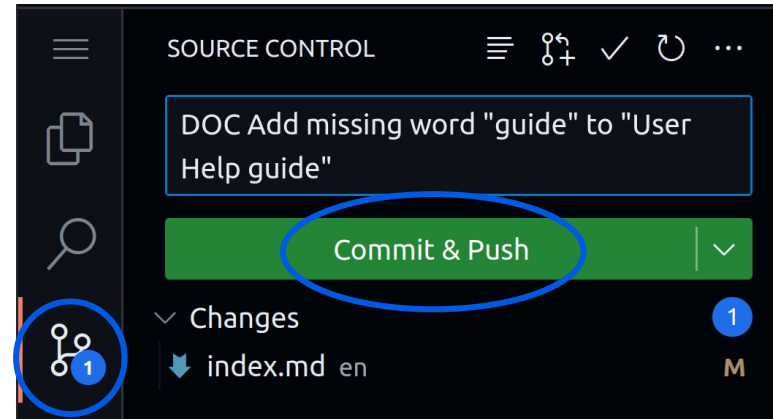 SOURCE CONTROL
DOC Add missing word "guide" to "User
Help guide"
Commit & Push
Changes
1
1
index.md en
M